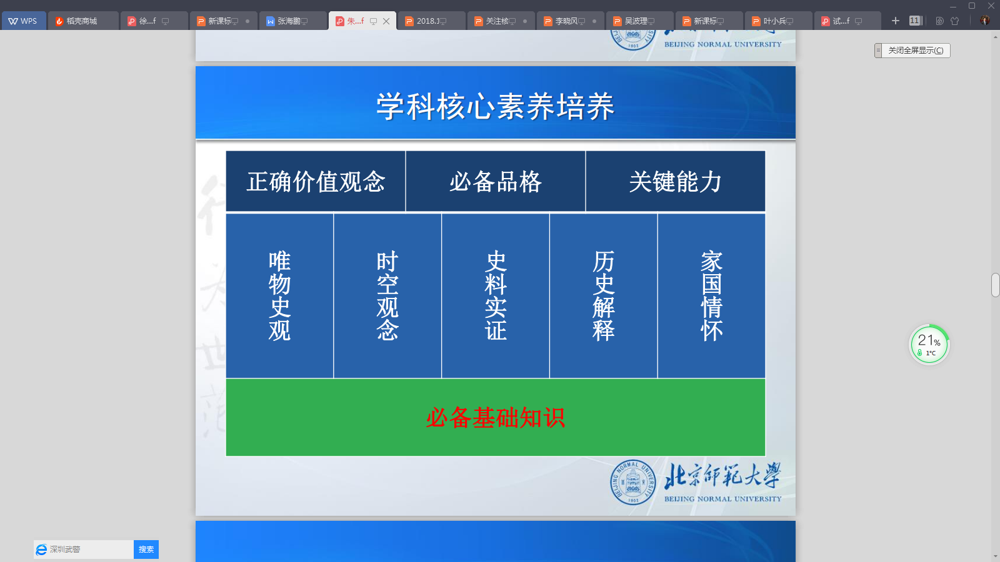 WPS
稻壳商城
徐...f
新课标
张海鹏
朱...f
2018.1
关注核
李晓风
吴波理
新课标
叶小兵
试...f
11
BEIJING NORMAL UNIVERSITY
1902
关闭全屏显示(C)
学科核心素养培养
正确价值观念
必备品格
关键能力
唯物史观
时空观念
史料实证
历史解释
家国情怀
必备基础知识
21%
1°C
BEIJING NORMAL UNIVERSITY
1902
北京師範大學
BEIJING NORMAL UNIVERSITY
深圳武警
搜索